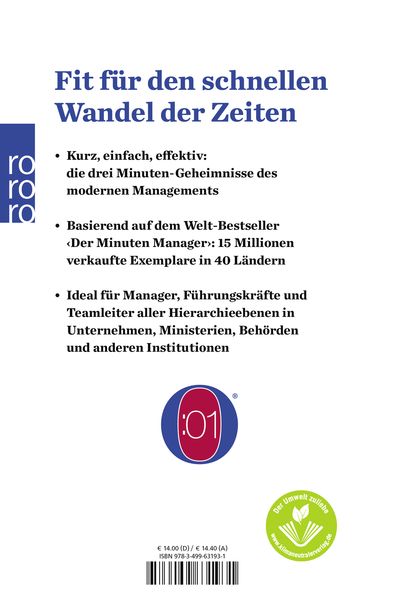 Fit für den schnellen
Wandel der Zeiten
ro
ro
ro
• Kurz, einfach, effektiv:
die drei Minuten-Geheimnisse des
modernen Managements
• Basierend auf dem Welt-Bestseller
‹Der Minuten Manager›: 15 Millionen
verkaufte Exemplare in 40 Ländern
• Ideal für Manager, Führungskräfte und
Teamleiter aller Hierarchieebenen in
Unternehmen, Ministerien, Behörden
und anderen Institutionen
:01
®
Der Umwelt zuliebe
www.klimaneutralerverlag.de
€ 14.00 (D) / € 14.40 (A)
ISBN 978-3-499-63193-1